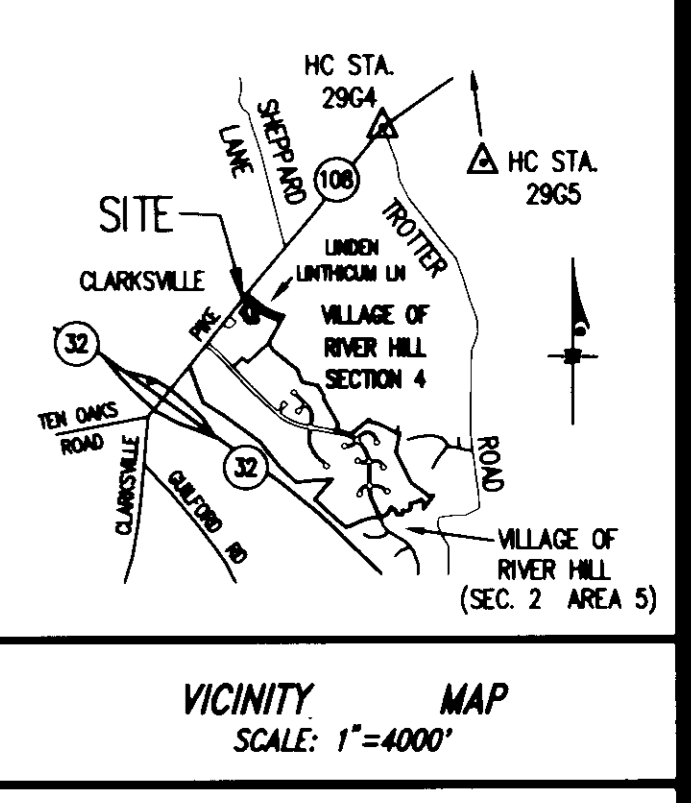 HC STA.
29G4
SHEPPARD
LANE
108
HC STA.
29G5
TROTTER
SITE
LINDEN
LINTHICUM LN
CLARKSVILLE
PIKE
VILLAGE OF
RIVER HILL
SECTION 4
32
TEN OAKS
ROAD
CLARKSVILLE
32
GUILFORD RD
ROAD
VILLAGE OF
RIVER HILL
(SEC. 2 AREA 5)
VICINITY MAP
SCALE: 1"=4000'